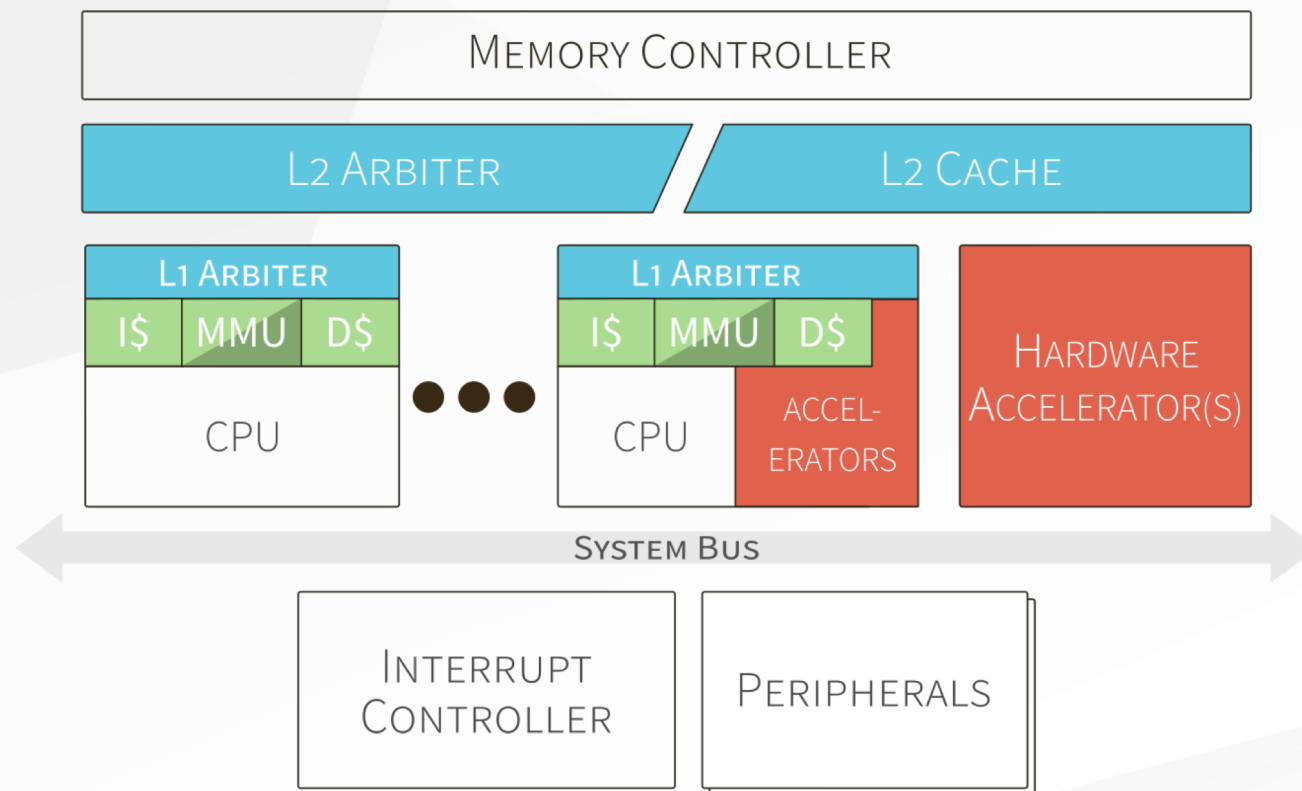 Memory Controller
L2 Arbiter
L2 Cache
L1 Arbiter
I$ MMU D$
CPU
L1 Arbiter
I$ MMU D$
CPU
ACCEL-
ERATORS
Hardware
Accelerator(s)
System Bus
Interrupt
Controller
Peripherals